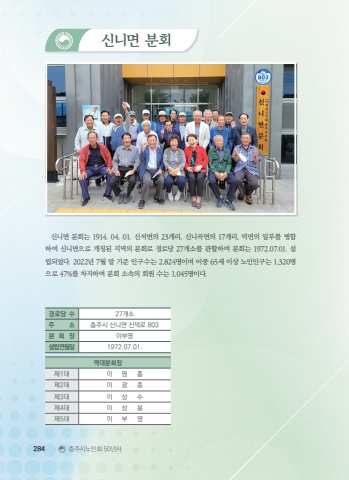 신니면 분회
803
신니면분회
신니면 분회는 1914. 04. 01. 신석면의 23개리, 신니곡면의 17개리, 덕면의 일부를 병합
하여 신니면으로 개칭된 지역의 분회로 경로당 27개소를 관할하며 분회는 1972.07.01. 설
립되었다. 2022년 7월 말 기준 인구수는 2,824명이며 이중 65세 이상 노인인구는 1,320명
으로 47%를 차지하며 분회 소속의 회원 수는 1,045명이다.
경로당 수 27개소
주 소 충주시 신니면 신덕로 803
분 회 장 이부영
설립연월일 1972.07.01.
역대분회장
제1대 이 영 흠
제2대 이 광 종
제3대 이 상 수
제4대 이 상 용
제5대 이 부 영
284 충주시노인회 50년사